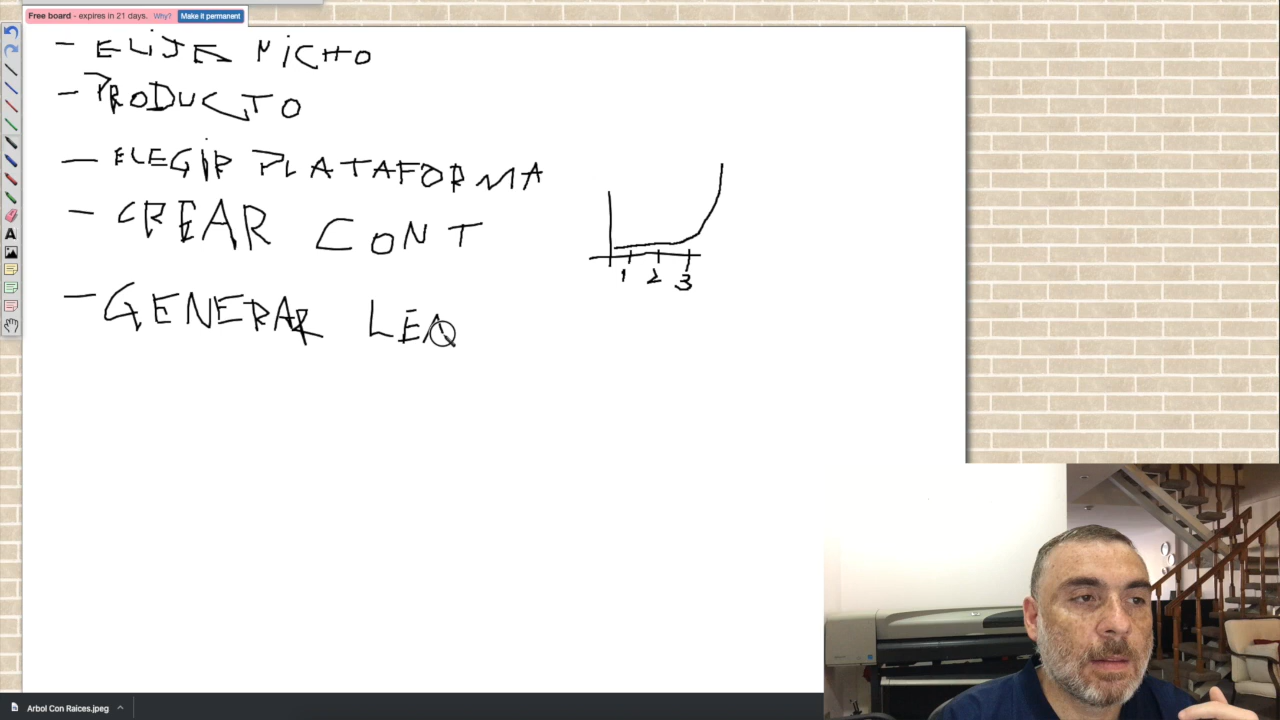 Free board - expires in 21 days. Why? Make it permanent
- ELIJE NICHO
- PRODUCTO
- ELEGIR PLATAFORMA
- CREAR CONT
1 2 3
- GENERAR LEA
A
Arbol Con Raices.jpeg